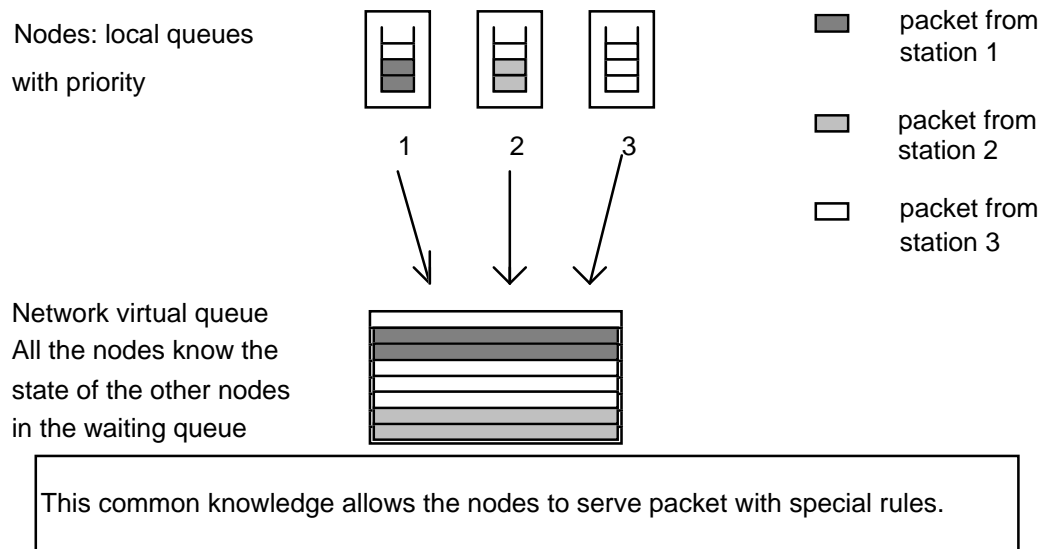 Nodes: local queues
with priority
1
2
3
packet from
station 1
packet from
station 2
packet from
station 3
Network virtual queue
All the nodes know the
state of the other nodes
in the waiting queue
This common knowledge allows the nodes to serve packet with special rules.